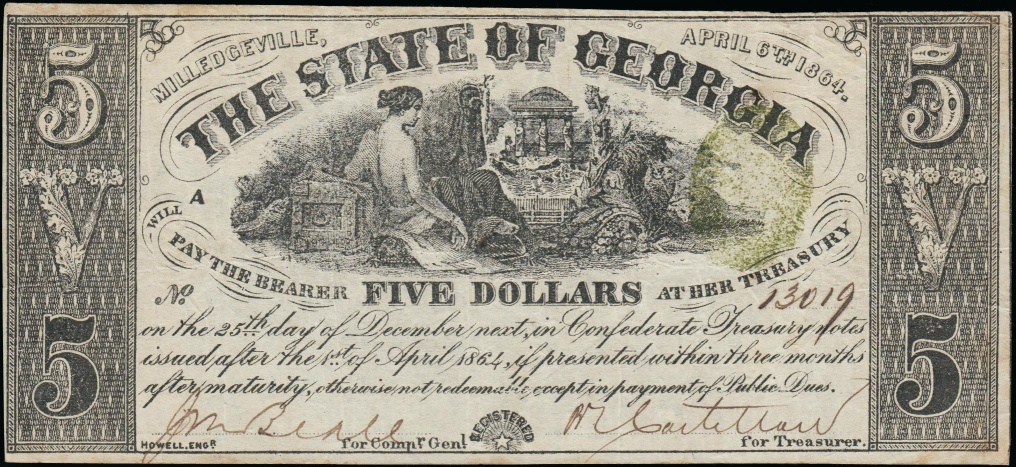 5 5
MILLEDGEVILLE, APRIL 6TH 1864.
THE STATE OF GEORGIA
A
V V
WILL
PAY THE BEARER FIVE DOLLARS AT HER TREASURY
No 13019
on the 25th day of December next, in Confederate Treasury notes
issued after the 1st of April 1864, if presented within three months
after maturity, otherwise not redeemable except in payment of Public Dues.
5 5
REGISTERED
HOWELL.ENGR for Compt Genl for Treasurer.